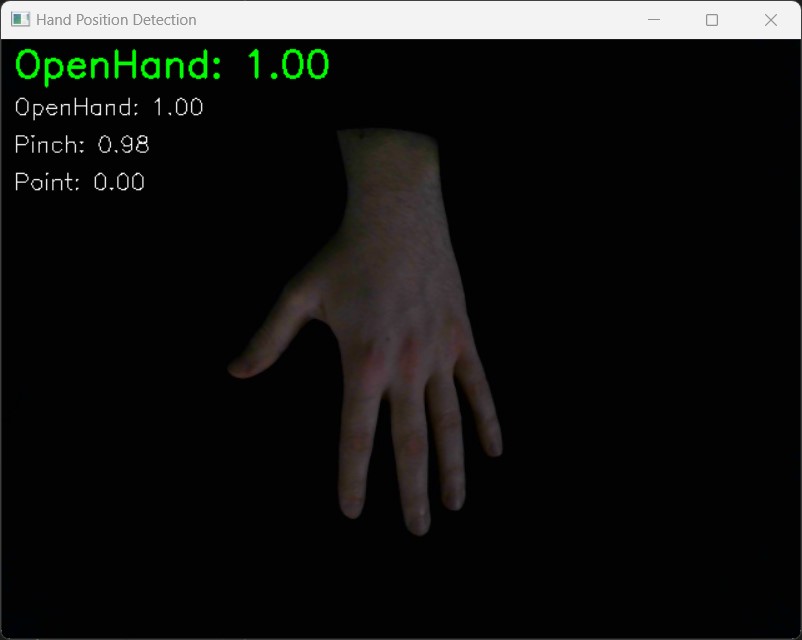 Hand Position Detection
OpenHand: 1.00
OpenHand: 1.00
Pinch: 0.98
Point: 0.00